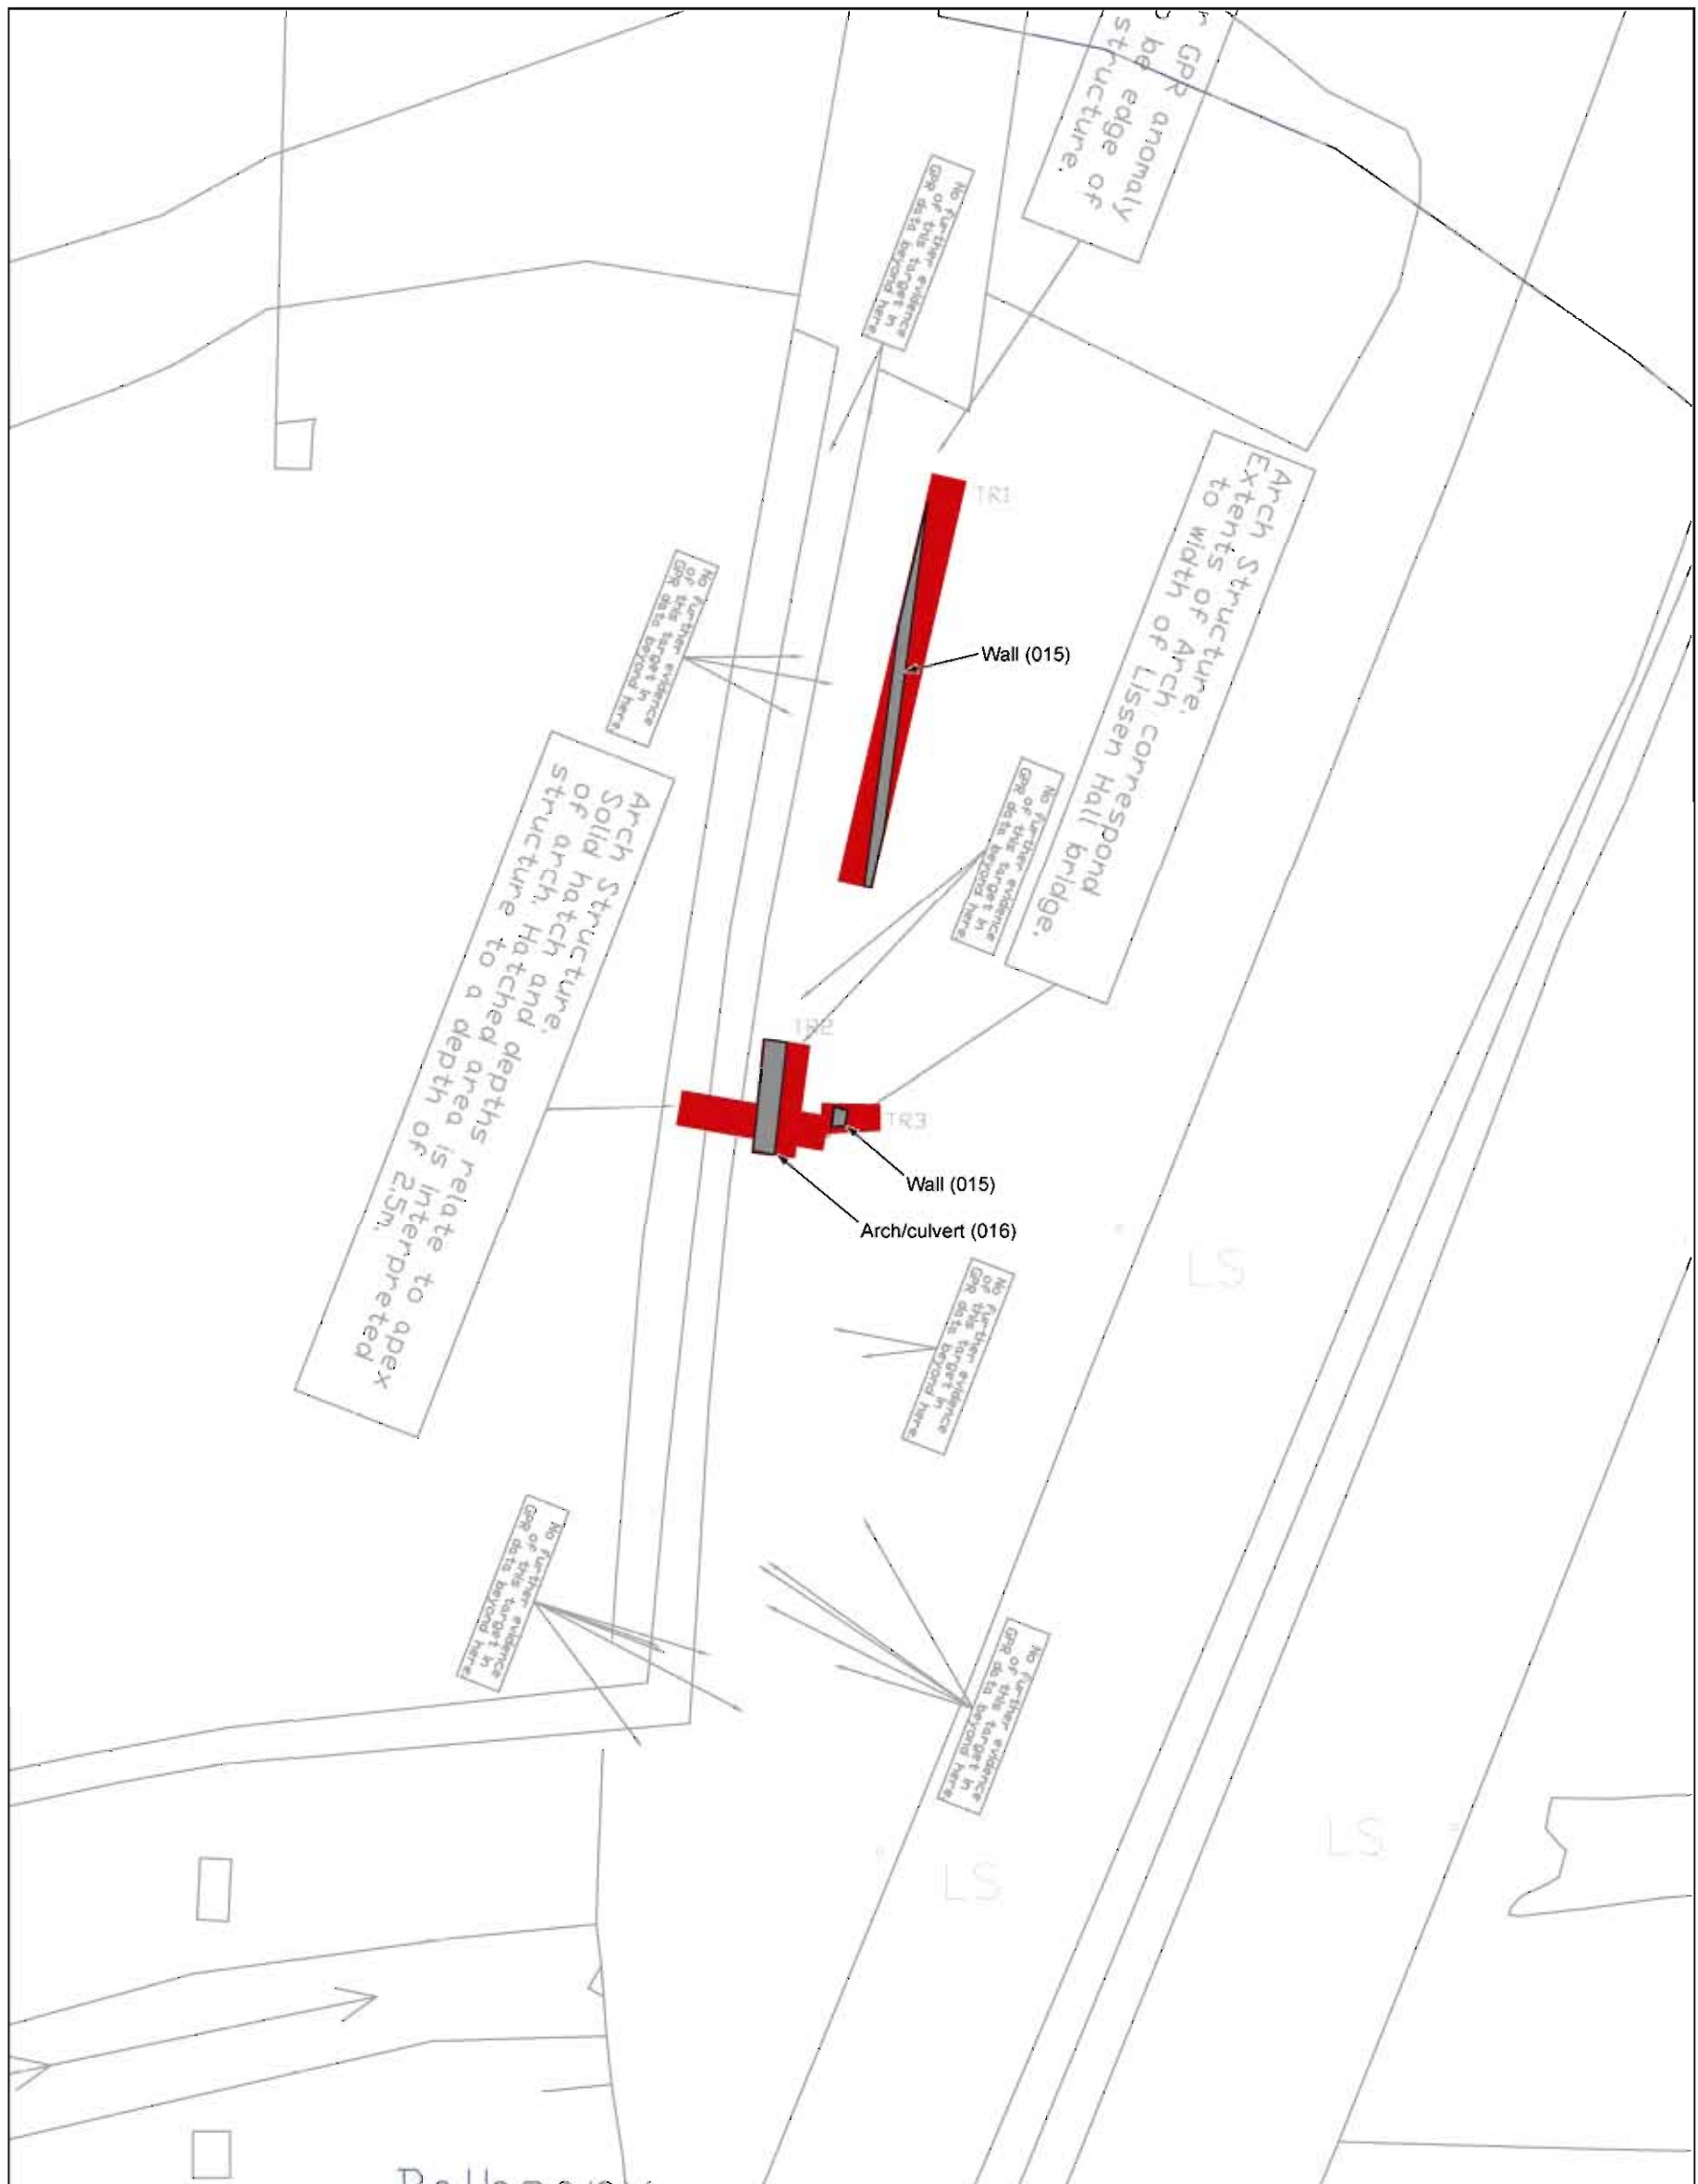 GPR anomaly
be edge of
structure.
No further evidence
of this target in
GPR data beyond here.
TR1
Arch Structure.
Extents of Arch correspond
to width of Lissen Hall bridge.
No further evidence
of this target in
GPR data beyond here.
Wall (015)
Arch Structure.
Solid hatch and depths relate to apex
of arch. Hatched area is interpreted
structure to a depth of 2.5m.
No further evidence
of this target in
GPR data beyond here.
TR2
TR3
Wall (015)
Arch/culvert (016)
LS
No further evidence
of this target in
GPR data beyond here.
No further evidence
of this target in
GPR data beyond here.
No further evidence
of this target in
GPR data beyond here.
LS
LS